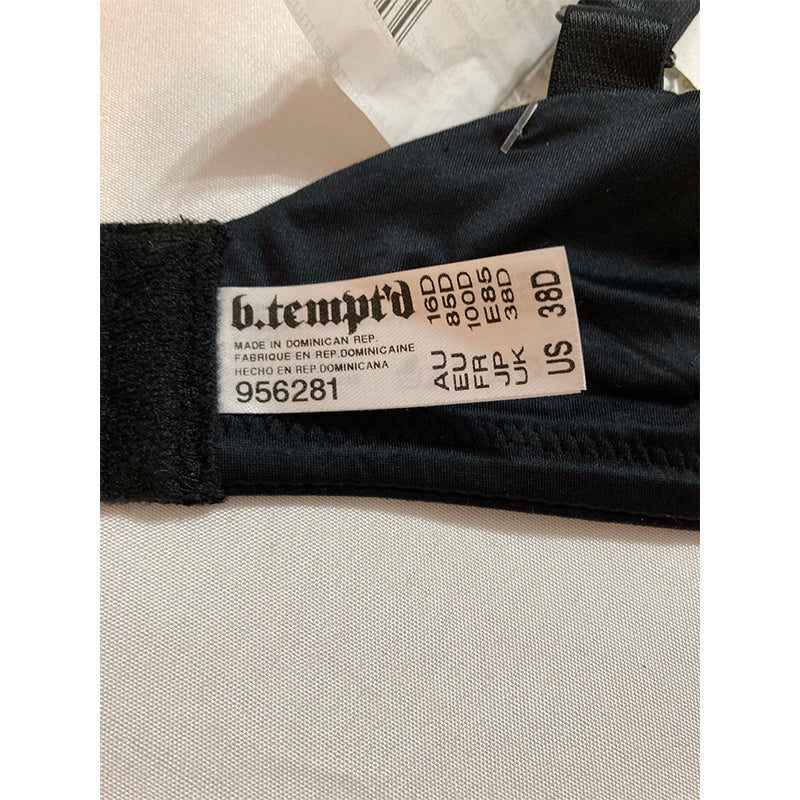 b.tempt'd
MADE IN DOMINICAN REP.
FABRIQUE EN REP.DOMINICAINE
HECHO EN REP.DOMINICANA
956281
AU 16D
EU 85D
FR 100D
JP E85
UK 38D
US 38D